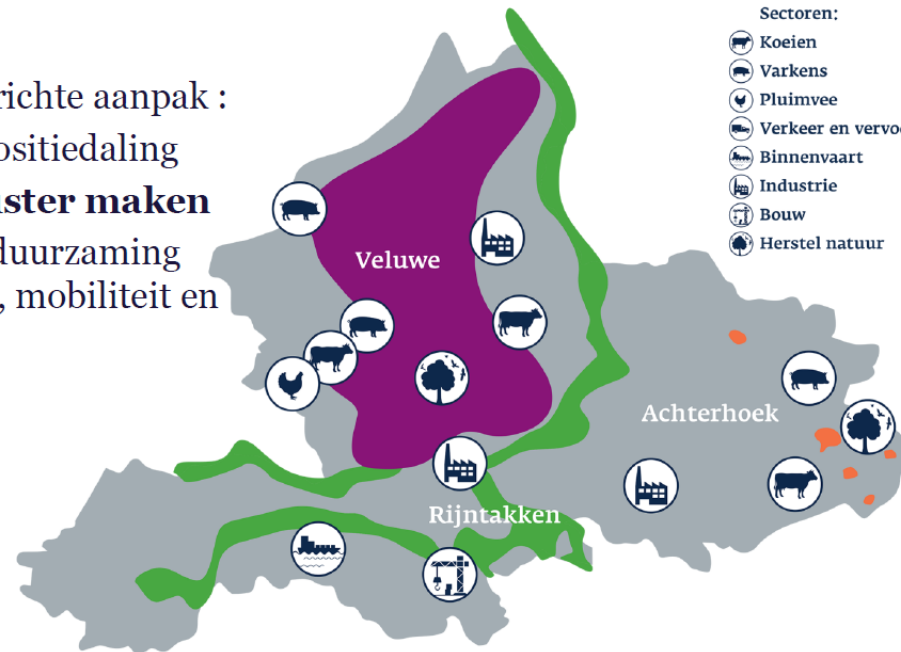 richte aanpak :
ositiedaling
ster maken
duurzaming
, mobiliteit en
Veluwe
Achterhoek
Rijntakken
Sectoren:
Koeien
Varkens
Pluimvee
Verkeer en vervoe
Binnenvaart
Industrie
Bouw
Herstel natuur